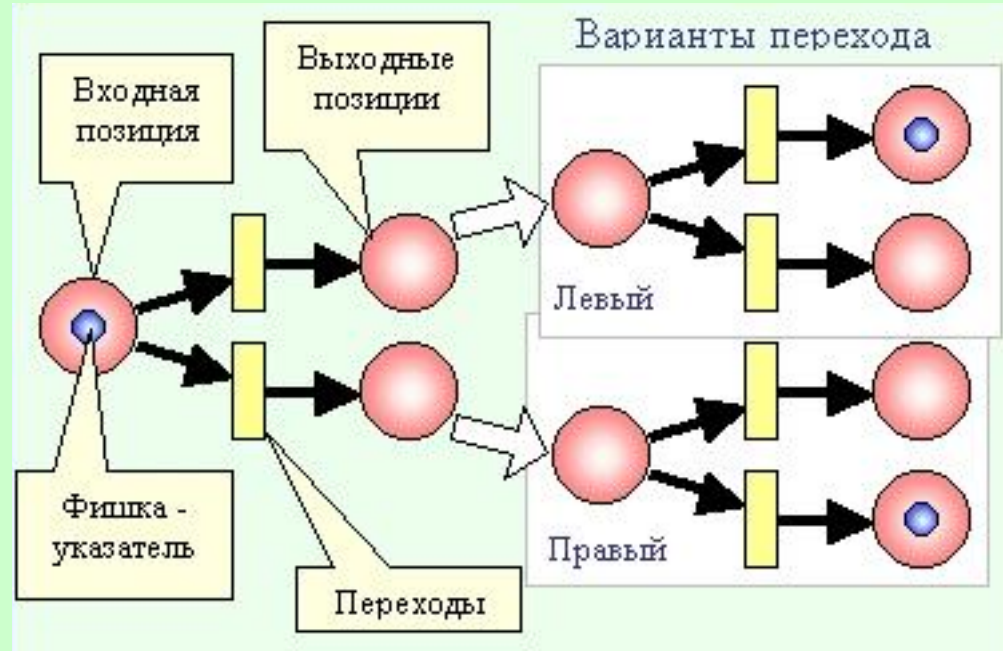 Варианты перехода
Входная
позиция
Выходные
позиции
Левый
Фишка -
указатель
Переходы
Правый